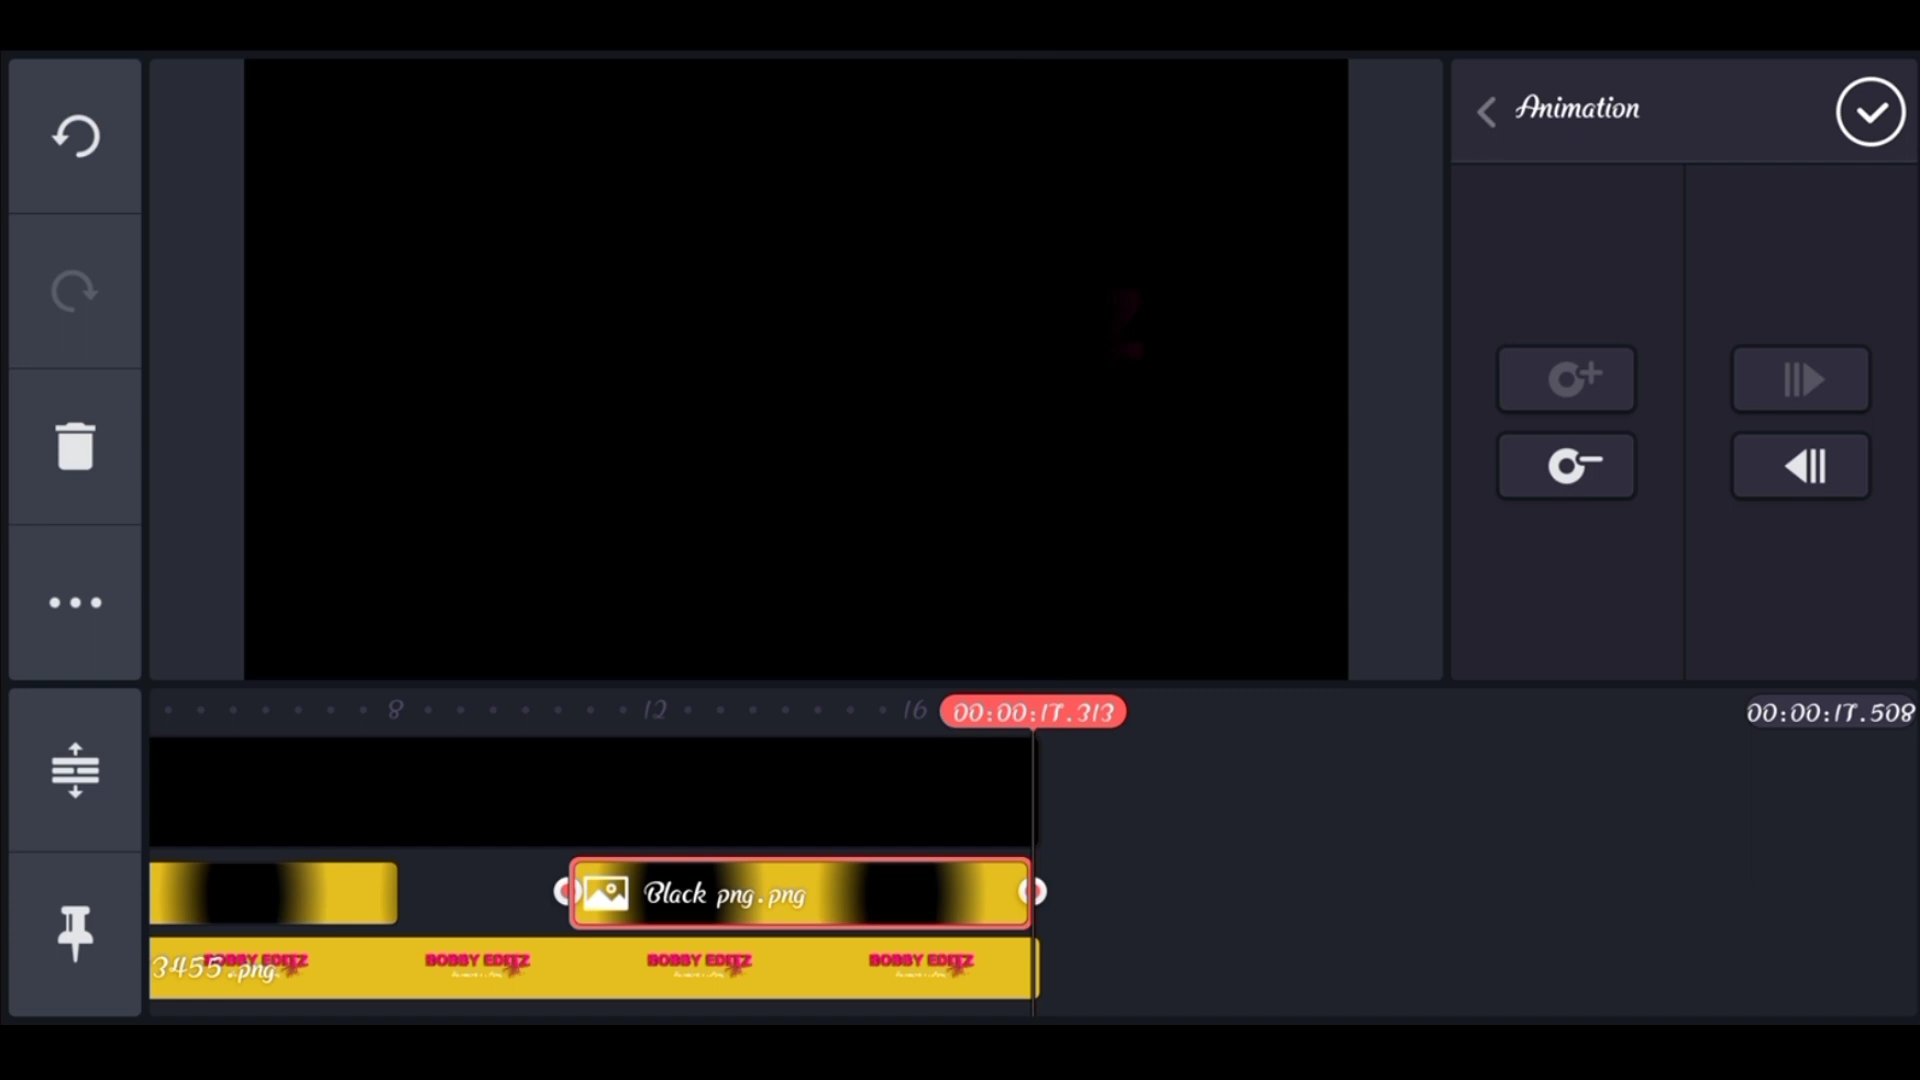 Animation
8
12
16
00:00:17.313
00:00:17.508
Black png.png
3455.png
BOBBY EDITZ
BOBBY EDITZ
BOBBY EDITZ
BOBBY EDITZ